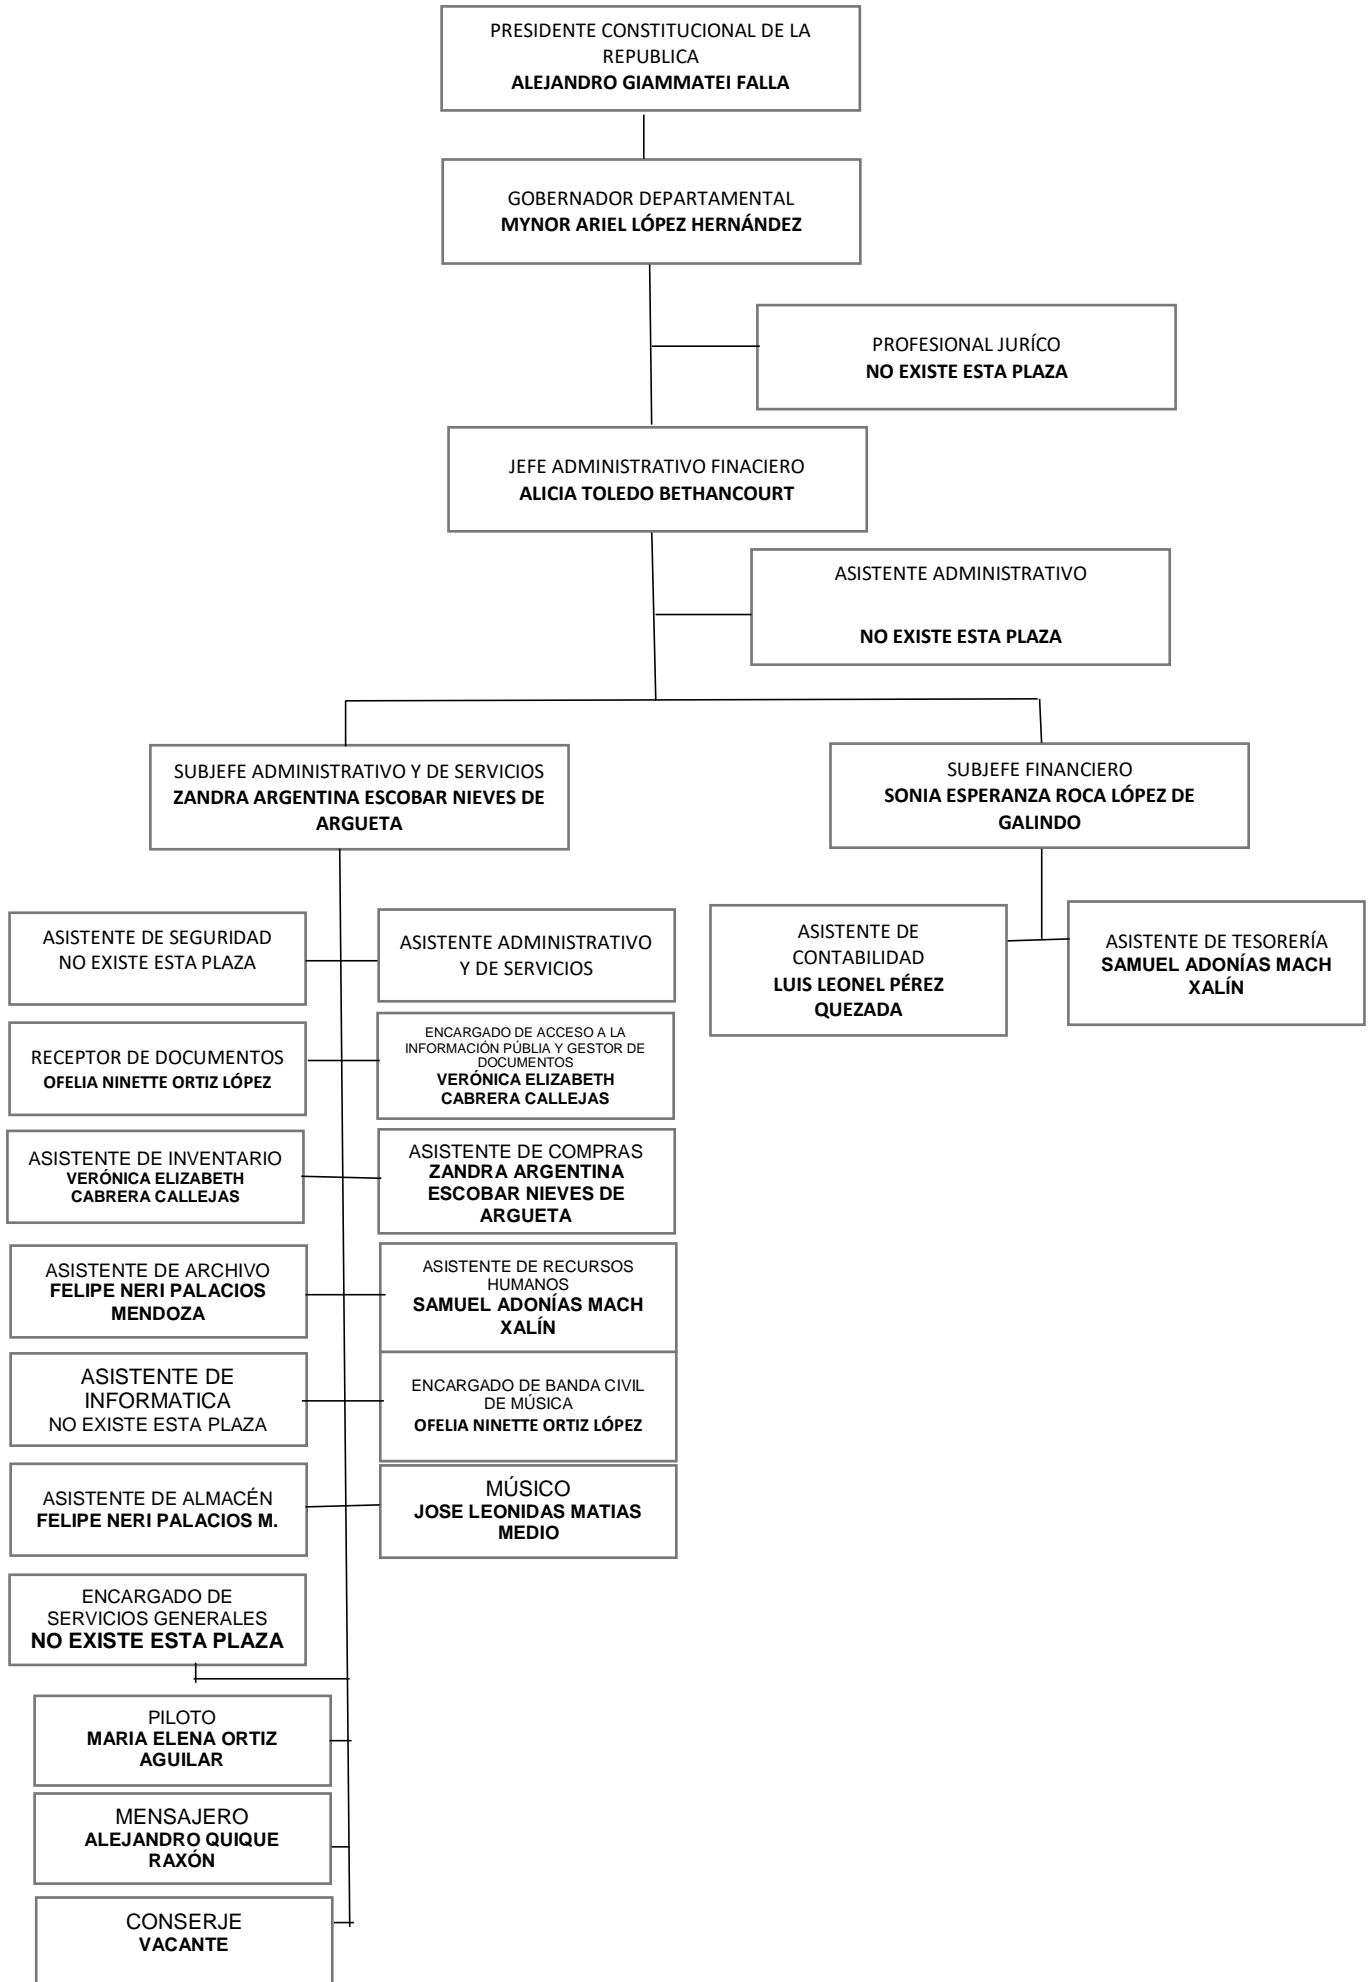 PRESIDENTE CONSTITUCIONAL DE LA
REPUBLICA
ALEJANDRO GIAMMATEI FALLA
GOBERNADOR DEPARTAMENTAL
MYNOR ARIEL LÓPEZ HERNÁNDEZ
PROFESIONAL JURÍCO
NO EXISTE ESTA PLAZA
JEFE ADMINISTRATIVO FINACIERO
ALICIA TOLEDO BETHANCOURT
ASISTENTE ADMINISTRATIVO
NO EXISTE ESTA PLAZA
SUBJEFE ADMINISTRATIVO Y DE SERVICIOS
ZANDRA ARGENTINA ESCOBAR NIEVES DE
ARGUETA
SUBJEFE FINANCIERO
SONIA ESPERANZA ROCA LÓPEZ DE
GALINDO
ASISTENTE DE SEGURIDAD
NO EXISTE ESTA PLAZA
ASISTENTE ADMINISTRATIVO
Y DE SERVICIOS
ASISTENTE DE
CONTABILIDAD
LUIS LEONEL PÉREZ
QUEZADA
ASISTENTE DE TESORERÍA
SAMUEL ADONÍAS MACH
XALÍN
RECEPTOR DE DOCUMENTOS
OFELIA NINETTE ORTIZ LÓPEZ
ENCARGADO DE ACCESO A LA
INFORMACIÓN PÚBLIA Y GESTOR DE
DOCUMENTOS
VERÓNICA ELIZABETH
CABRERA CALLEJAS
ASISTENTE DE INVENTARIO
VERÓNICA ELIZABETH
CABRERA CALLEJAS
ASISTENTE DE COMPRAS
ZANDRA ARGENTINA
ESCOBAR NIEVES DE
ARGUETA
ASISTENTE DE ARCHIVO
FELIPE NERI PALACIOS
MENDOZA
ASISTENTE DE RECURSOS
HUMANOS
SAMUEL ADONÍAS MACH
XALÍN
ASISTENTE DE
INFORMATICA
NO EXISTE ESTA PLAZA
ENCARGADO DE BANDA CIVIL
DE MÚSICA
OFELIA NINETTE ORTIZ LÓPEZ
ASISTENTE DE ALMACÉN
FELIPE NERI PALACIOS M.
MÚSICO
JOSE LEONIDAS MATIAS
MEDIO
ENCARGADO DE
SERVICIOS GENERALES
NO EXISTE ESTA PLAZA
PILOTO
MARIA ELENA ORTIZ
AGUILAR
MENSAJERO
ALEJANDRO QUIQUE
RAXÓN
CONSERJE
VACANTE